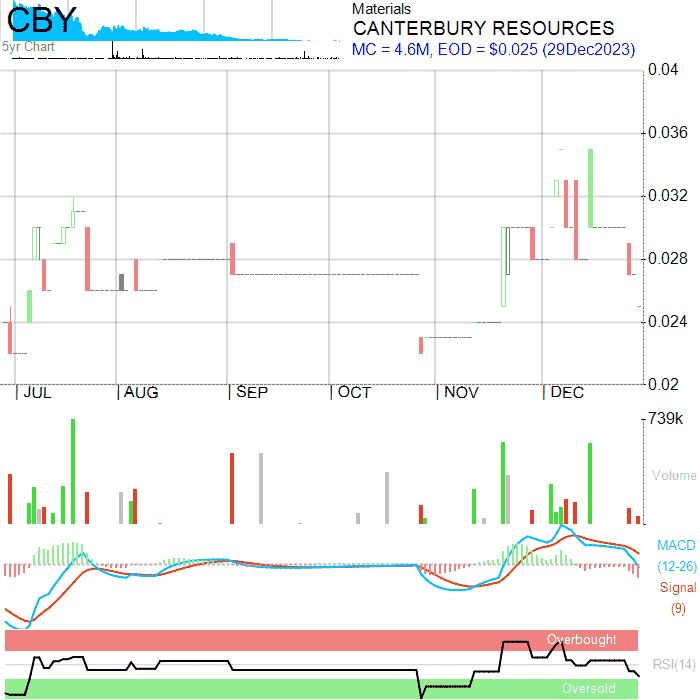 CBY
5yr Chart
Materials
CANTERBURY RESOURCES
MC = 4.6M, EOD = $0.025 (29Dec2023)
0.04
0.036
0.032
0.028
0.024
0.02
JUL AUG SEP OCT NOV DEC
739k
Volume
MACD
(12-26)
Signal
(9)
Overbought
RSI(14)
Oversold